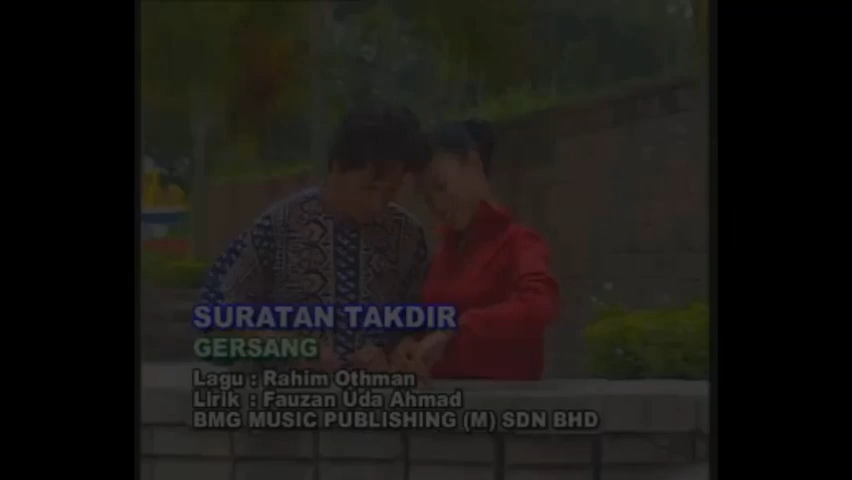 SURATAN TAKDIR
GERSANG
Lagu : Rahim Othman
Lirik : Fauzan Uda Ahmad
BMG MUSIC PUBLISHING (M) SDN BHD